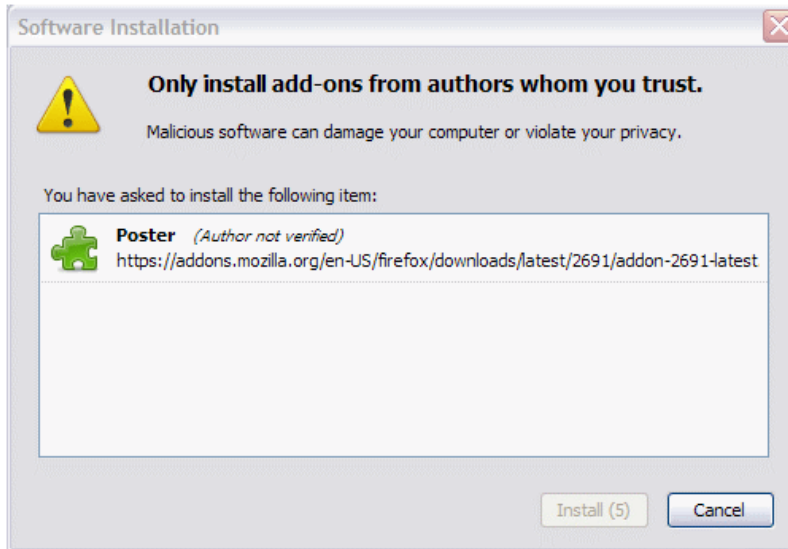 Software Installation
Only install add-ons from authors whom you trust.
Malicious software can damage your computer or violate your privacy.
You have asked to install the following item:
Poster (Author not verified)
https://addons.mozilla.org/en-US/firefox/downloads/latest/2691/addon-2691-latest
Install (5) Cancel